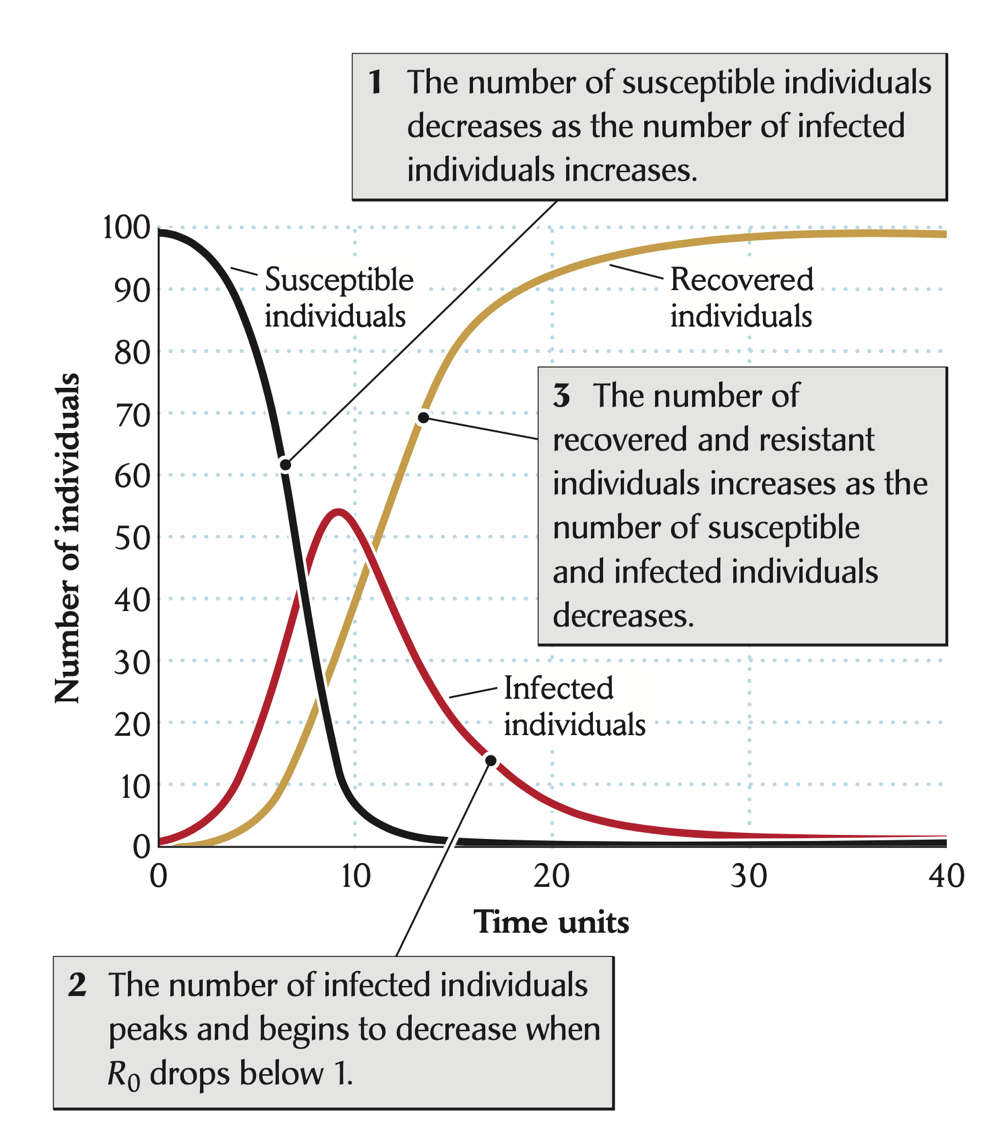 1 The number of susceptible individuals
decreases as the number of infected
individuals increases.
100
90
80
70
60
50
40
30
20
10
0
Number of individuals
Susceptible
individuals
Recovered
individuals
3 The number of
recovered and resistant
individuals increases as the
number of susceptible
and infected individuals
decreases.
Infected
individuals
0 10 20 30 40
Time units
2 The number of infected individuals
peaks and begins to decrease when
R₀ drops below 1.